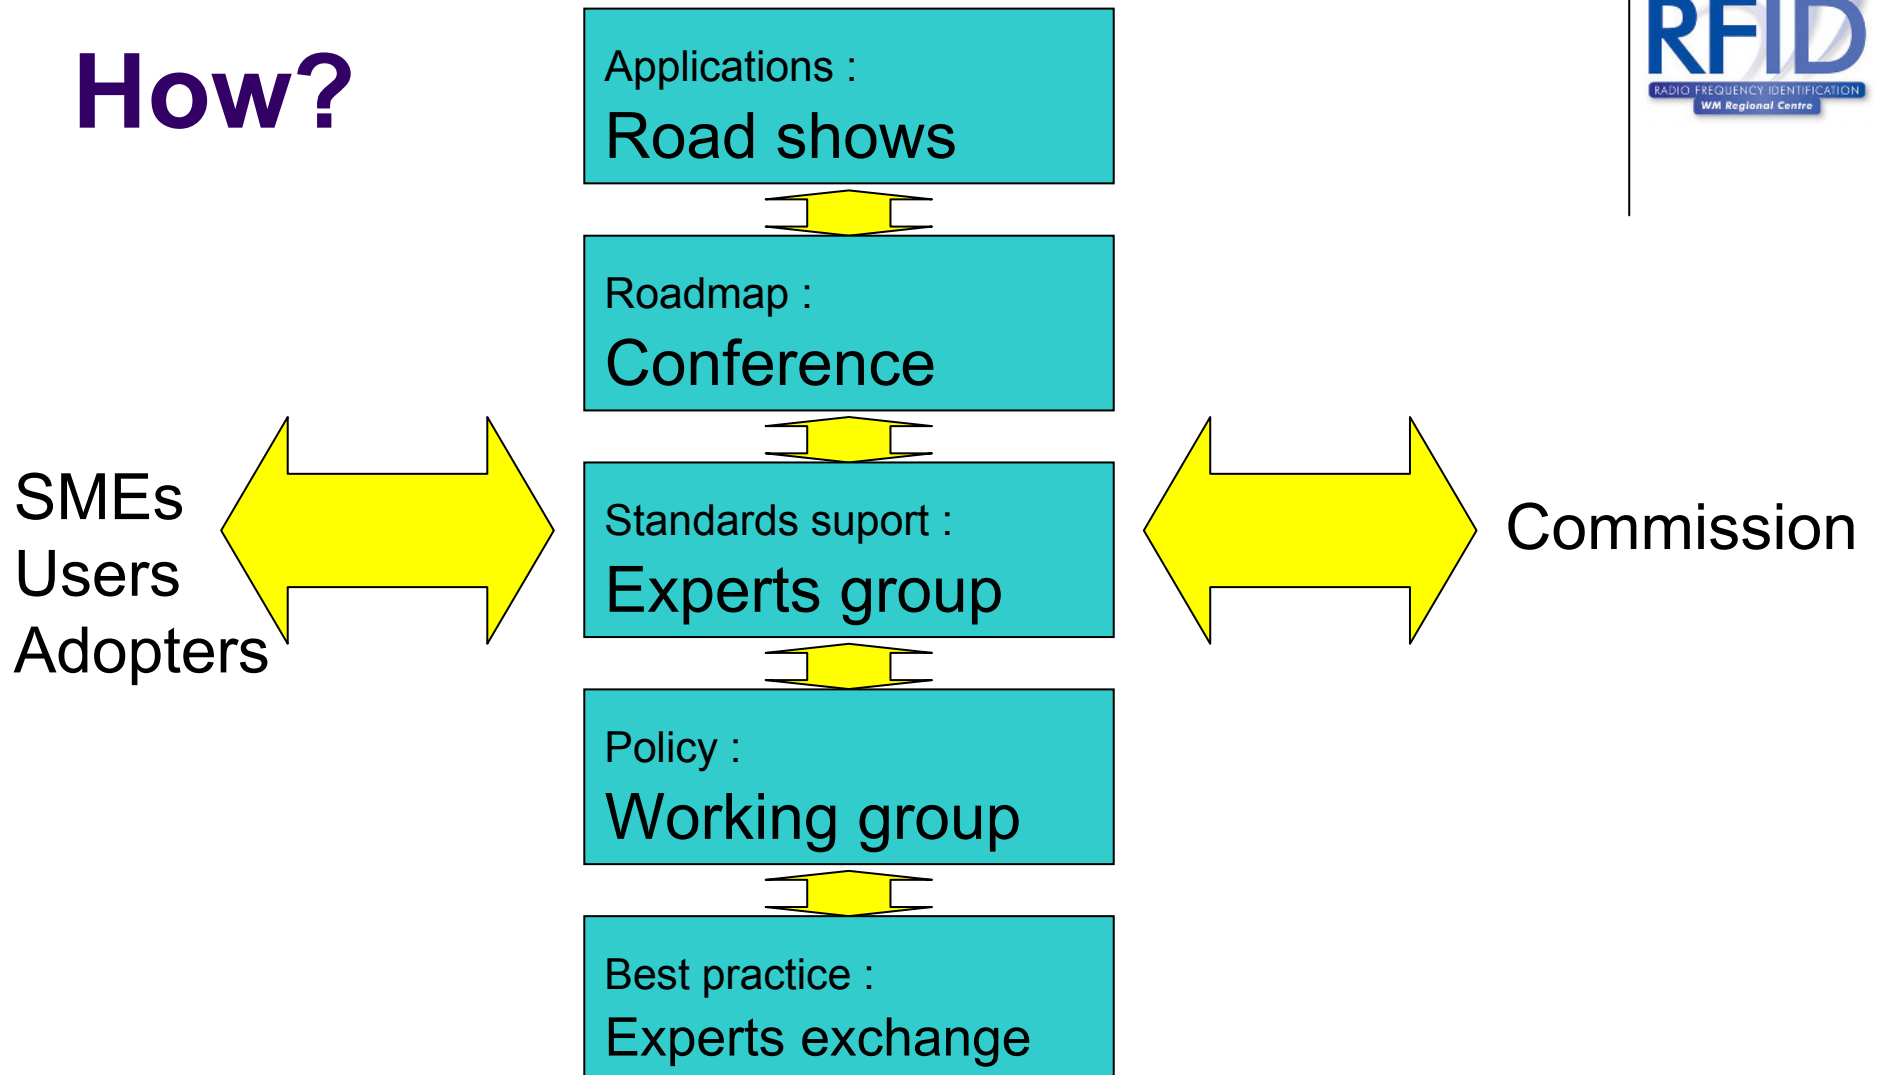 How?
RFID
RADIO FREQUENCY IDENTIFICATION
WM Regional Centre
Applications :
Road shows
Roadmap :
Conference
SMEs
Users
Adopters
Standards suport :
Experts group
Commission
Policy :
Working group
Best practice :
Experts exchange